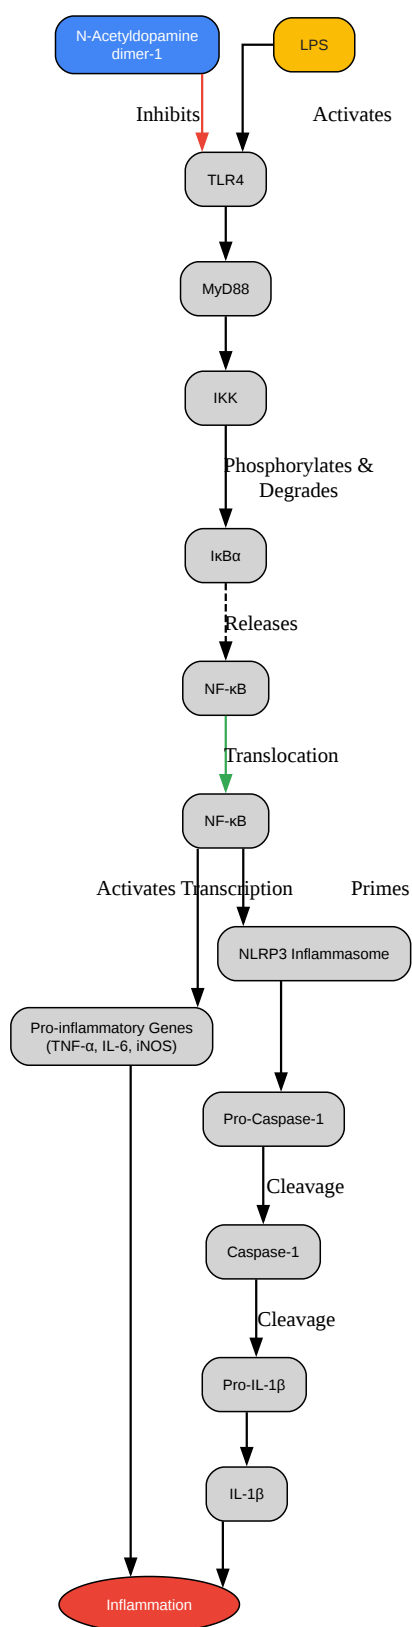 N-Acetyldopamine
dimer-1
LPS
Inhibits
Activates
TLR4
MyD88
IKK
Phosphorylates &
Degrades
IκBα
Releases
NF-κB
Translocation
NF-κB
Activates Transcription
Primes
NLRP3 Inflammasome
Pro-inflammatory Genes
(TNF-α, IL-6, iNOS)
Pro-Caspase-1
Cleavage
Caspase-1
Cleavage
Pro-IL-1β
IL-1β
Inflammation